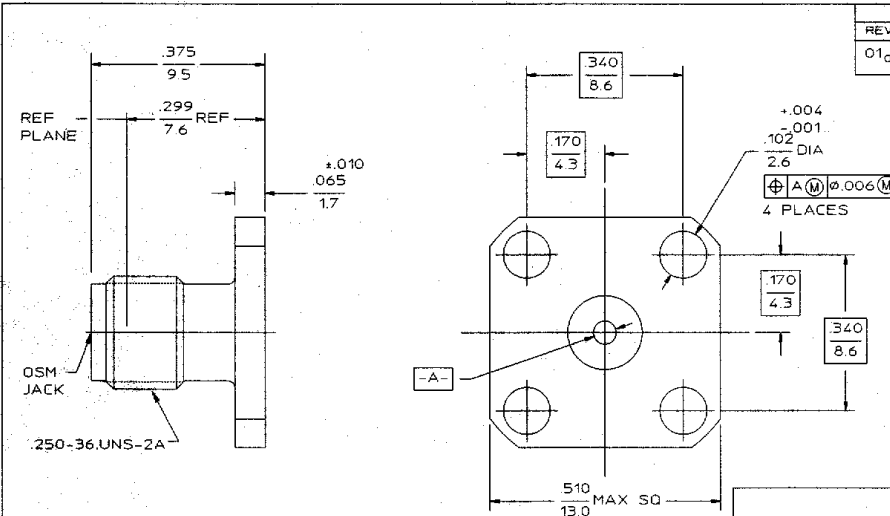 REV
01
.375
9.5
.299
7.6 REF
REF
PLANE
±.010
.065
1.7
OSM
JACK
.250-36.UNS-2A
.340
8.6
.170
4.3
+.004
-.001
.102
2.6 DIA
⌖ A Ⓜ Ø.006 Ⓜ
4 PLACES
.170
4.3
.340
8.6
-A-
.510
13.0 MAX SQ